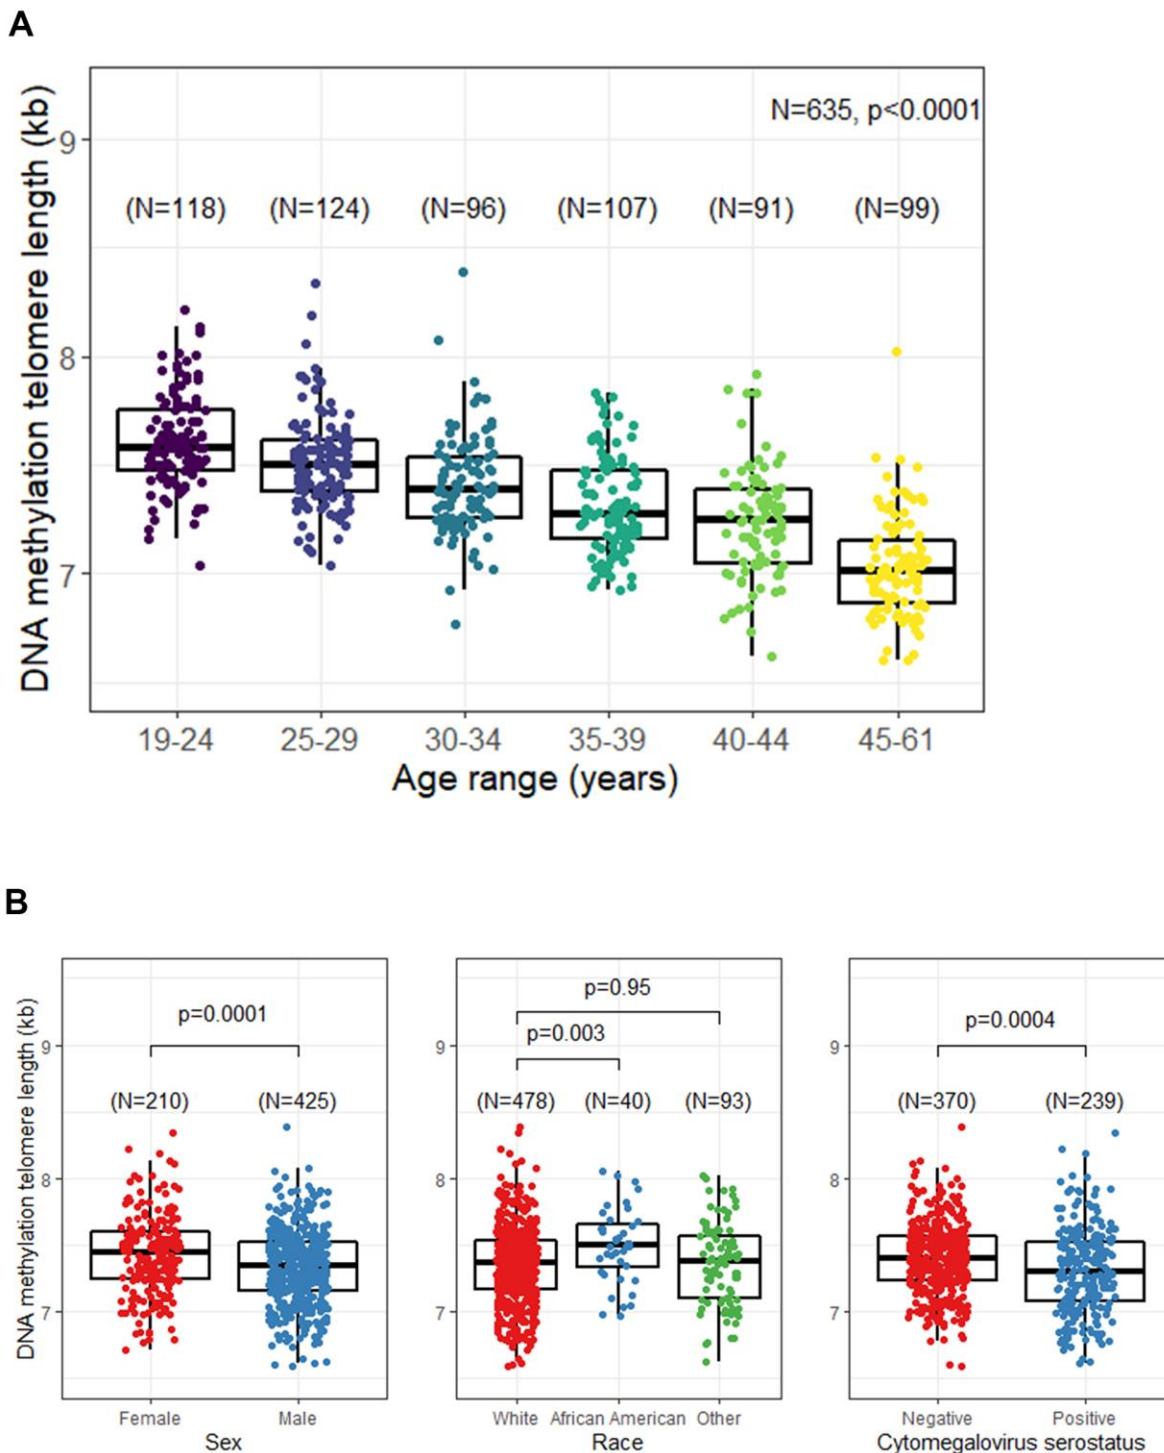 A
DNA methylation telomere length (kb)
N=635, p<0.0001
9
(N=118) (N=124) (N=96) (N=107) (N=91) (N=99)
8
7
19-24 25-29 30-34 35-39 40-44 45-61
Age range (years)
B
DNA methylation telomere length (kb)
p=0.0001
9
(N=210) (N=425)
8
7
Female Male
Sex
p=0.95
9
p=0.003
(N=478) (N=40) (N=93)
8
7
White African American Other
Race
p=0.0004
9
(N=370) (N=239)
8
7
Negative Positive
Cytomegalovirus serostatus